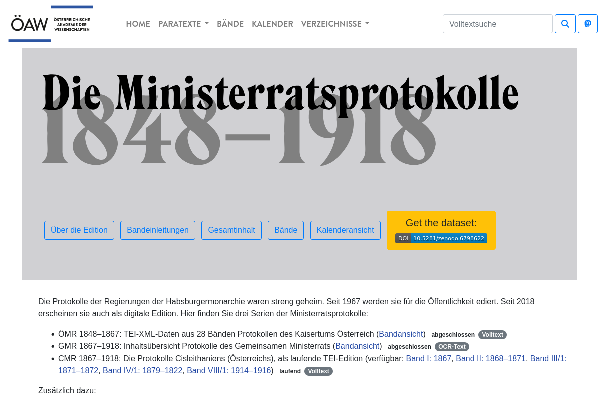 ÖAW ÖSTERREICHISCHE
AKADEMIE DER
WISSENSCHAFTEN
HOME PARATEXTE BÄNDE KALENDER VERZEICHNISSE Volltextsuche
Die Ministerratsprotokolle
1848–1918
Get the dataset:
Über die Edition Bandeinleitungen Gesamtinhalt Bände Kalenderansicht DOI 10.5281/zenodo.6798622
Die Protokolle der Regierungen der Habsburgermonarchie waren streng geheim. Seit 1967 werden sie für die Öffentlichkeit ediert. Seit 2018
erscheinen sie auch als digitale Edition. Hier finden Sie drei Serien der Ministerratsprotokolle:
• ÖMR 1848–1867: TEI-XML-Daten aus 28 Bänden Protokollen des Kaisertums Österreich (Bandansicht) abgeschlossen Volltext
• GMR 1867–1918: Inhaltsübersicht Protokolle des Gemeinsamen Ministerrats (Bandansicht) abgeschlossen OCR-Text
• CMR 1867–1918: Die Protokolle Cisleithaniens (Österreichs), als laufende TEI-Edition (verfügbar: Band I: 1867, Band II: 1868–1871, Band III/1:
1871–1872, Band IV/1: 1879–1822, Band VIII/1: 1914–1916) laufend Volltext
Zusätzlich dazu: